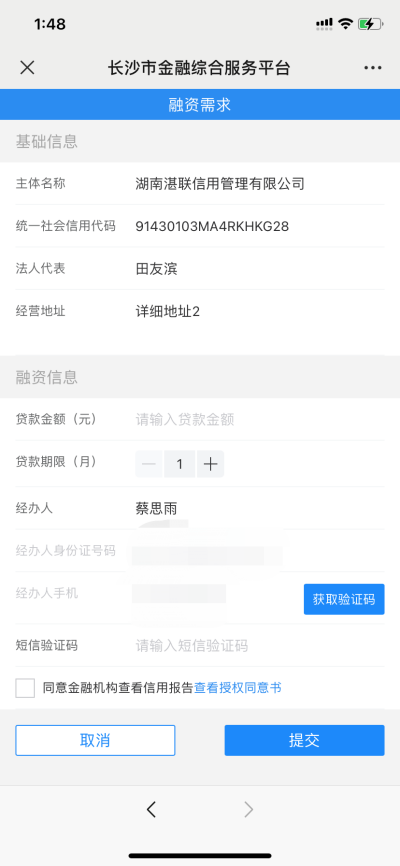 1:48
长沙市金融综合服务平台
融资需求
基础信息
主体名称 湖南湛联信用管理有限公司
统一社会信用代码 91430103MA4RKHKG28
法人代表 田友滨
经营地址 详细地址2
融资信息
贷款金额（元） 请输入贷款金额
贷款期限（月） 1
经办人 蔡思雨
经办人身份证号码
经办人手机 获取验证码
短信验证码 请输入短信验证码
同意金融机构查看信用报告查看授权同意书
取消 提交